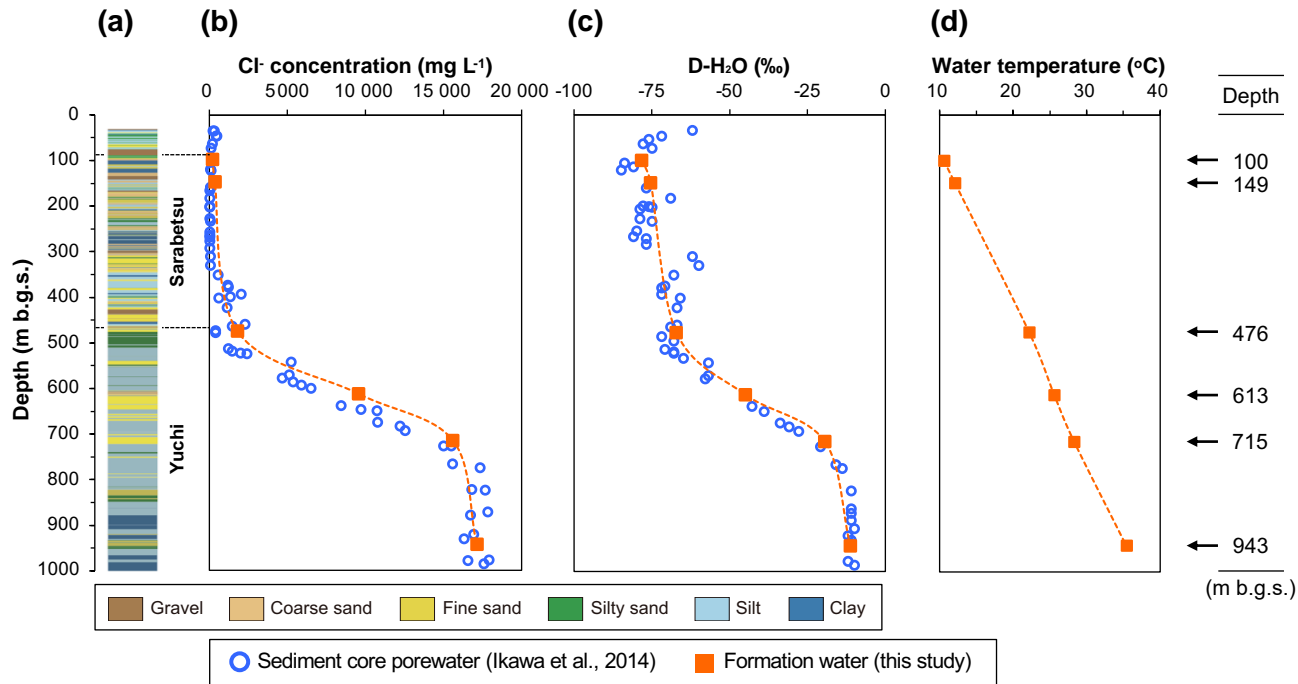 (a)
(b)
(c)
(d)
Cl- concentration (mg L-1)
D-H2O (‰)
Water temperature (oC)
0 5000 10 000 15 000 20 000
-100 -75 -50 -25 0
10 20 30 40
Depth
Depth (m b.g.s.)
0
100
200
300
400
500
600
700
800
900
1000
Sarabetsu
Yuchi
100
149
476
613
715
943
(m b.g.s.)
Gravel Coarse sand Fine sand Silty sand Silt Clay
Sediment core porewater (Ikawa et al., 2014) Formation water (this study)